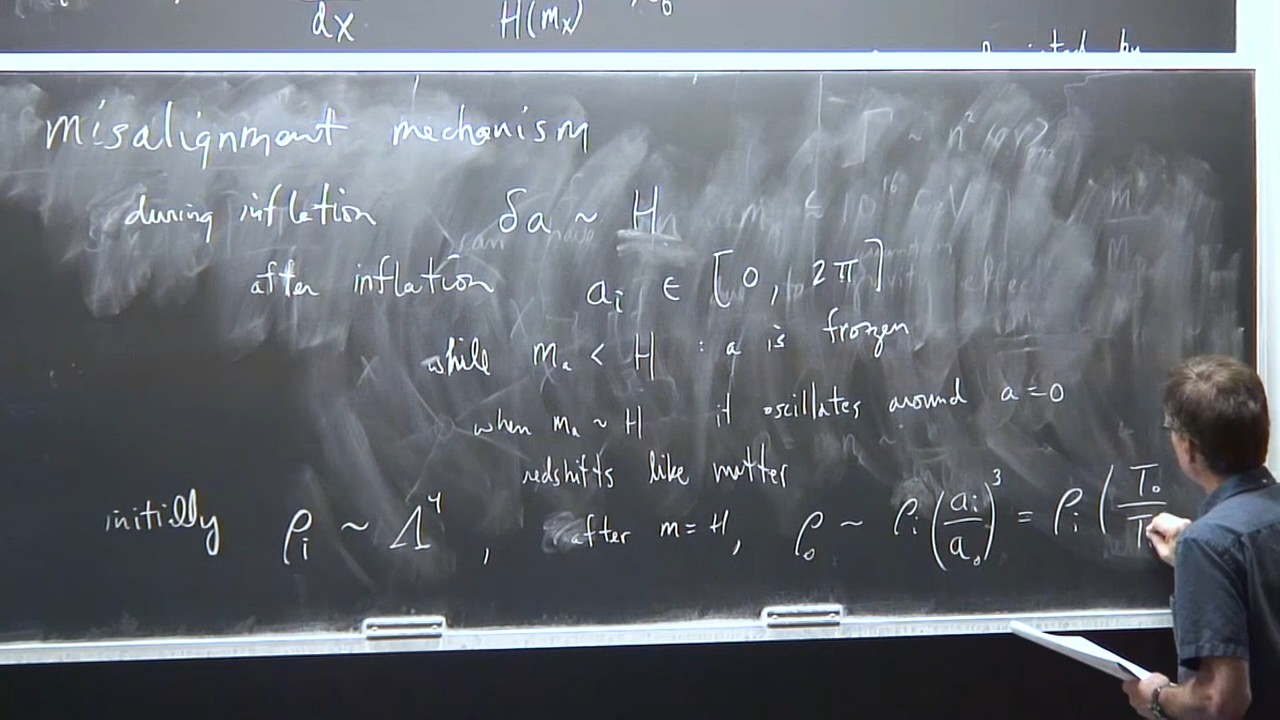 dx H(mx)
misalignment mechanism
during inflation δa ~ H
after inflation a_i ∈ [0, 2π]
while m_a < H : a is frozen
when m_a ~ H it oscillates around a=0
redshifts like matter
initially ρ_i ~ Λ^4 , after m=H, ρ_0 ~ ρ_i (a_i/a_0)^3 = ρ_i (T_0/T